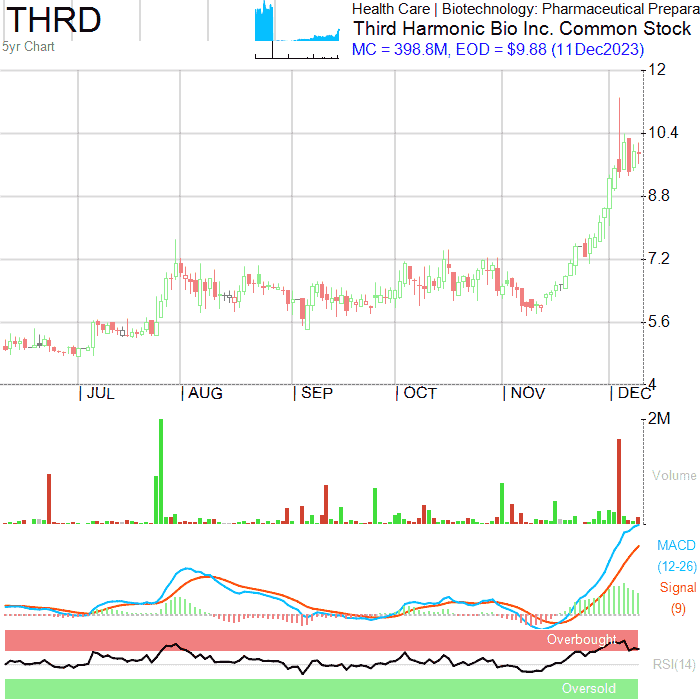 THRD
5yr Chart
Health Care | Biotechnology: Pharmaceutical Prepara
Third Harmonic Bio Inc. Common Stock
MC = 398.8M, EOD = $9.88 (11Dec2023)
12
10.4
8.8
7.2
5.6
4
JUL AUG SEP OCT NOV DEC
2M
Volume
MACD
(12-26)
Signal
(9)
Overbought
RSI(14)
Oversold